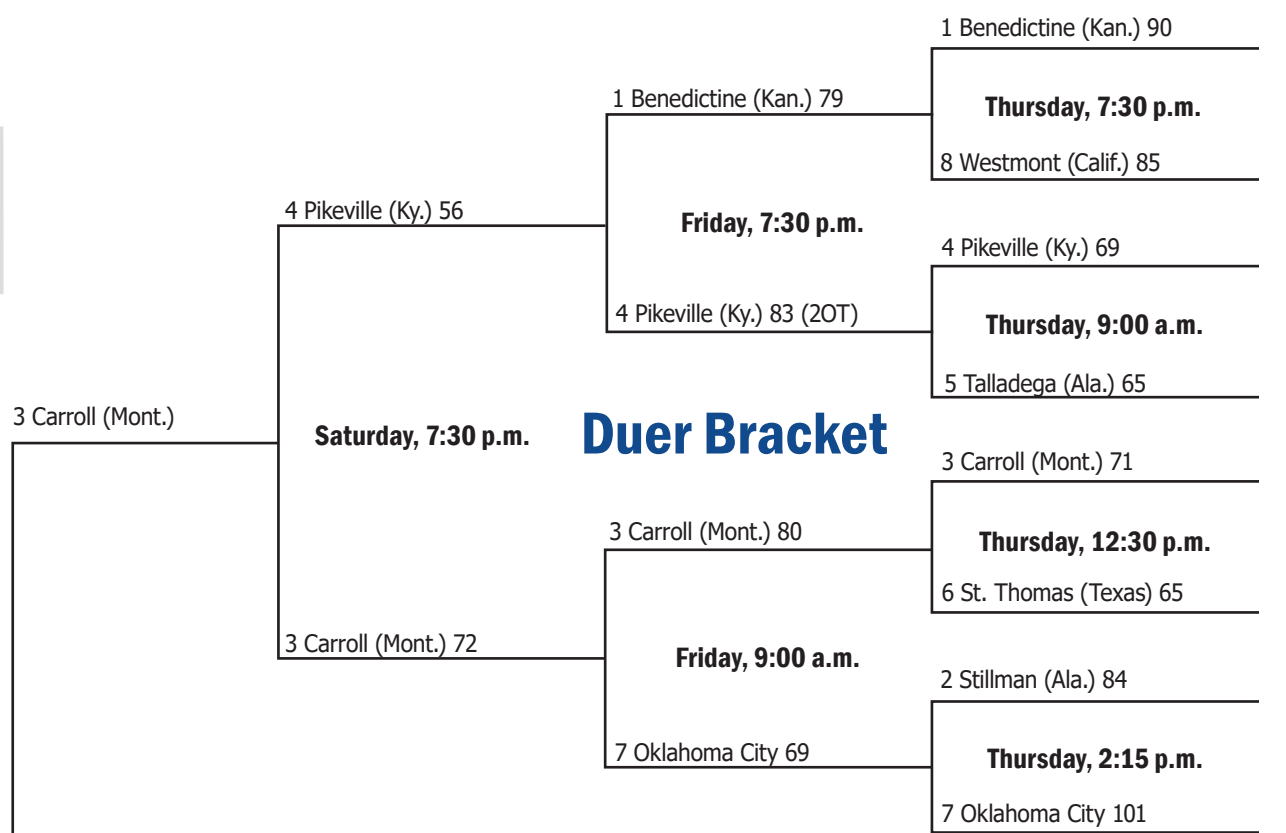 1 Benedictine (Kan.) 90
1 Benedictine (Kan.) 79
Thursday, 7:30 p.m.
8 Westmont (Calif.) 85
4 Pikeville (Ky.) 56
Friday, 7:30 p.m.
4 Pikeville (Ky.) 69
4 Pikeville (Ky.) 83 (2OT)
Thursday, 9:00 a.m.
5 Talladega (Ala.) 65
3 Carroll (Mont.)
Saturday, 7:30 p.m.
Duer Bracket
3 Carroll (Mont.) 71
3 Carroll (Mont.) 80
Thursday, 12:30 p.m.
6 St. Thomas (Texas) 65
3 Carroll (Mont.) 72
Friday, 9:00 a.m.
2 Stillman (Ala.) 84
7 Oklahoma City 69
Thursday, 2:15 p.m.
7 Oklahoma City 101